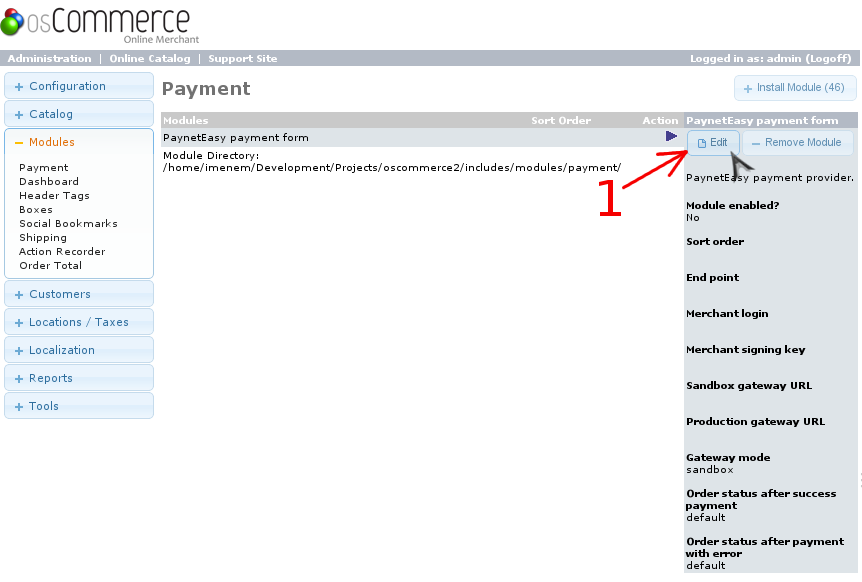 osCommerce
Online Merchant
Administration | Online Catalog | Support Site
Logged in as: admin (Logoff)
Configuration
Catalog
Modules
Payment
Dashboard
Header Tags
Boxes
Social Bookmarks
Shipping
Action Recorder
Order Total
Customers
Locations / Taxes
Localization
Reports
Tools
Payment
Install Module (46)
Modules Sort Order Action
PaynetEasy payment form
Module Directory:
/home/imenem/Development/Projects/oscommerce2/includes/modules/payment/
1
PaynetEasy payment form
Edit Remove Module
PaynetEasy payment provider.
Module enabled?
No
Sort order
End point
Merchant login
Merchant signing key
Sandbox gateway URL
Production gateway URL
Gateway mode
sandbox
Order status after success
payment
default
Order status after payment
with error
default